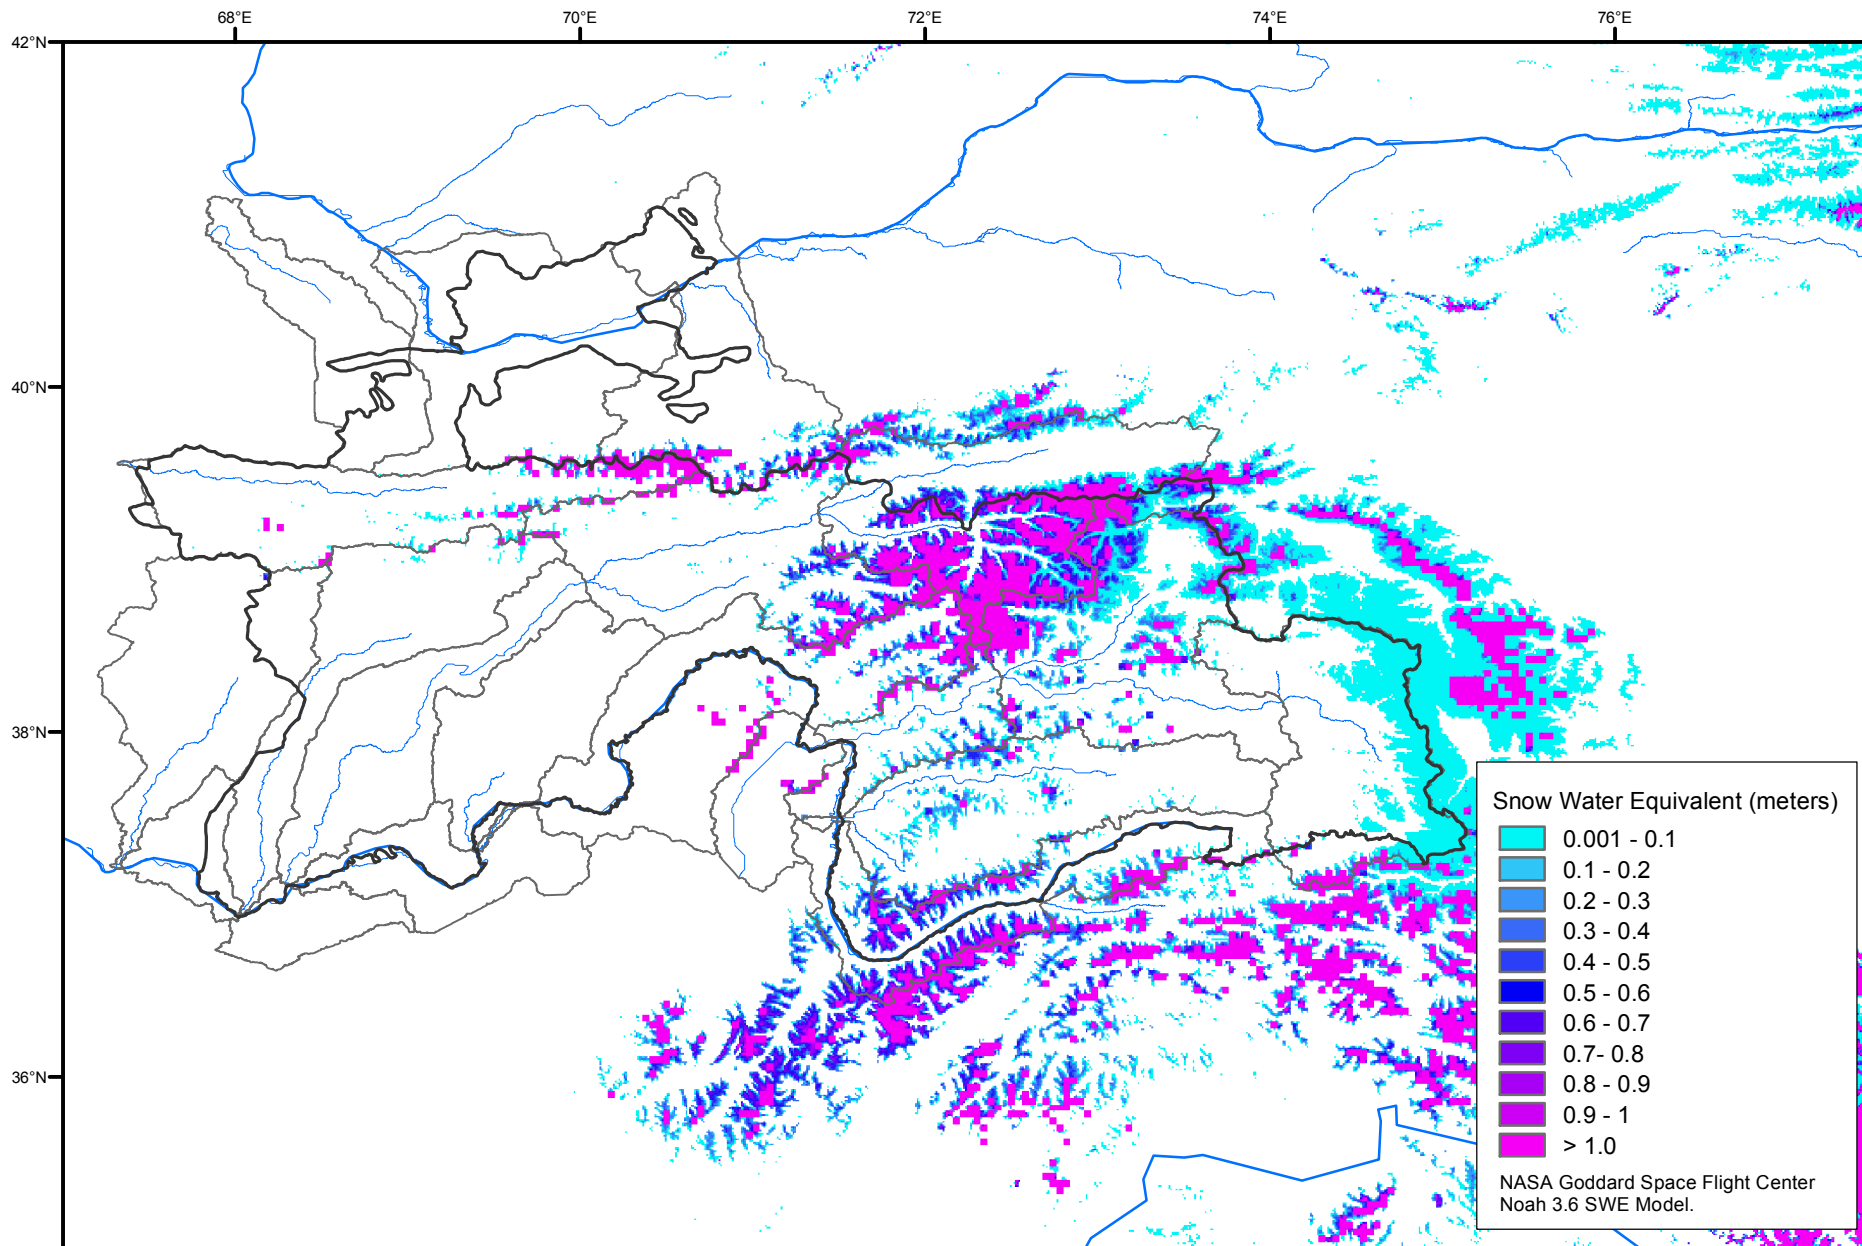 68°E
70°E
72°E
74°E
76°E
42°N
40°N
38°N
36°N
Snow Water Equivalent (meters)
0.001 - 0.1
0.1 - 0.2
0.2 - 0.3
0.3 - 0.4
0.4 - 0.5
0.5 - 0.6
0.6 - 0.7
0.7- 0.8
0.8 - 0.9
0.9 - 1
> 1.0
NASA Goddard Space Flight Center
Noah 3.6 SWE Model.